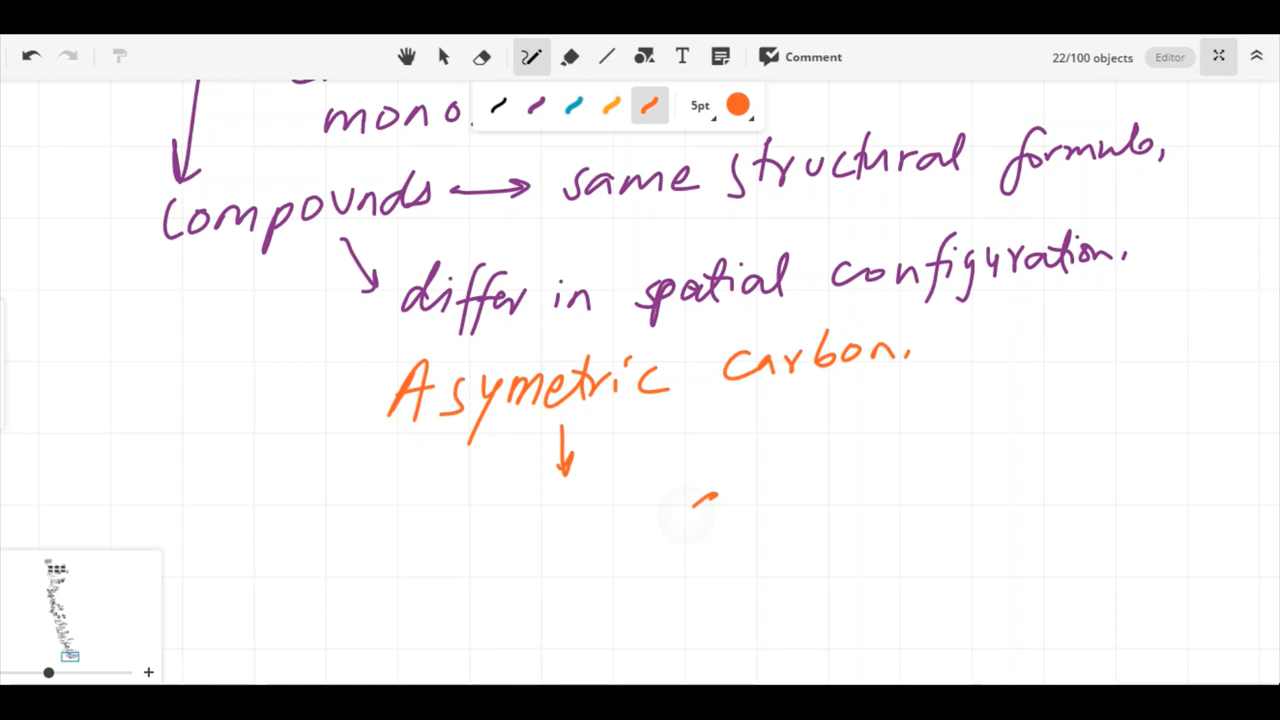 Comment
22/100 objects
Editor
5pt
mono
compounds same structural formula,
differ in spatial configuration.
Asymetric carbon.